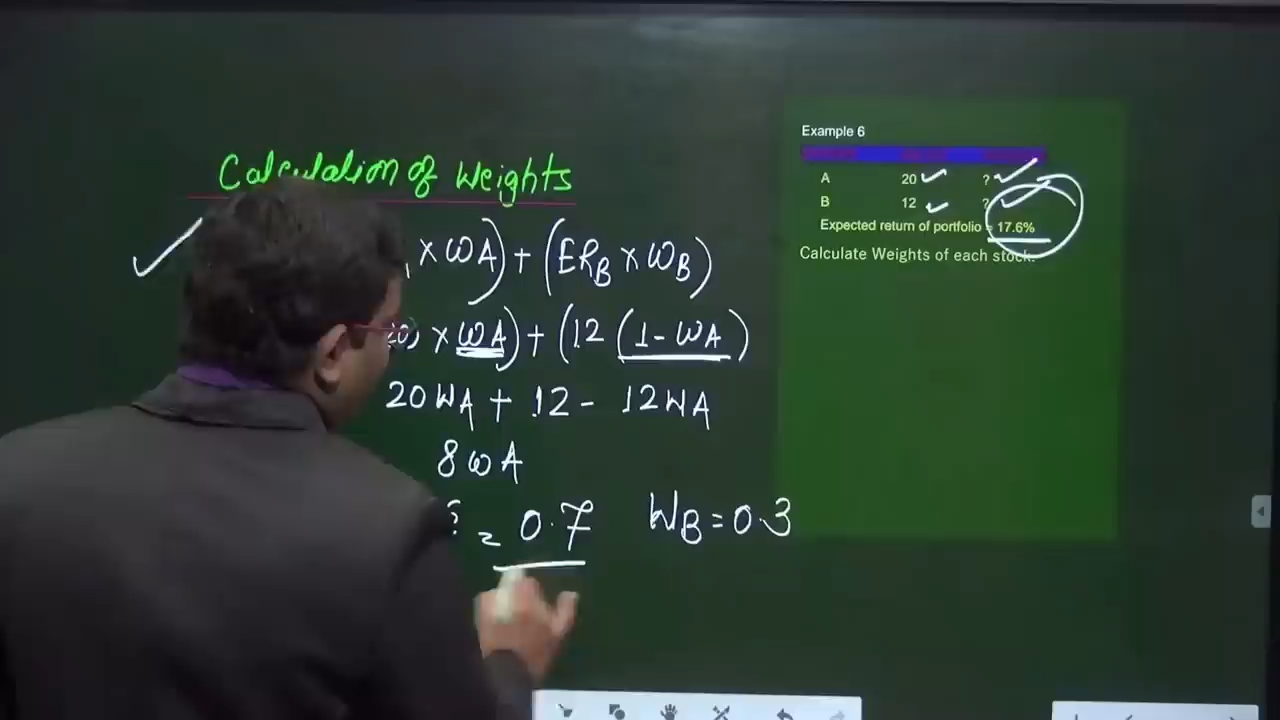 Calculation of Weights
× WA) + (ERB × WB)
20) × WA) + (12 (1 - WA)
20 WA + 12 - 12 WA
8 WA
= 0.7 WB = 0.3
Example 6
A 20 ?
B 12 ?
Expected return of portfolio = 17.6%
Calculate Weights of each stock.